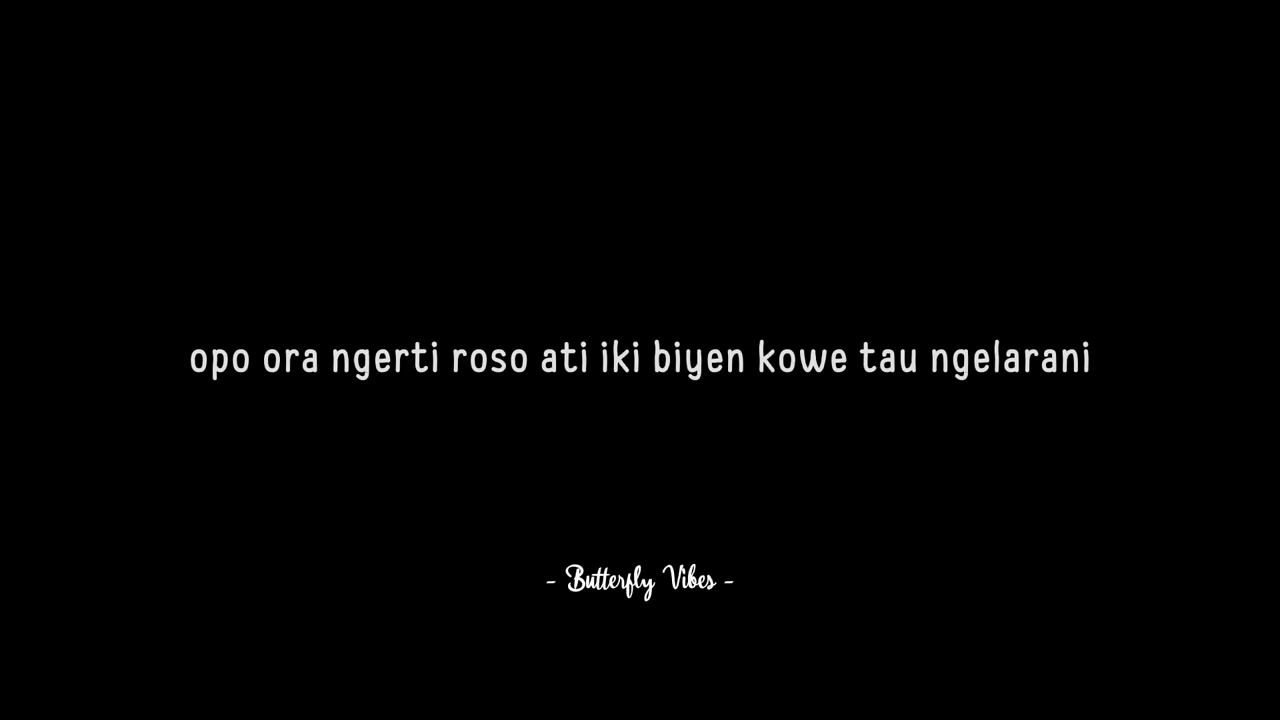 opo ora ngerti roso ati iki biyen kowe tau ngelarani
- Butterfly Vibes -